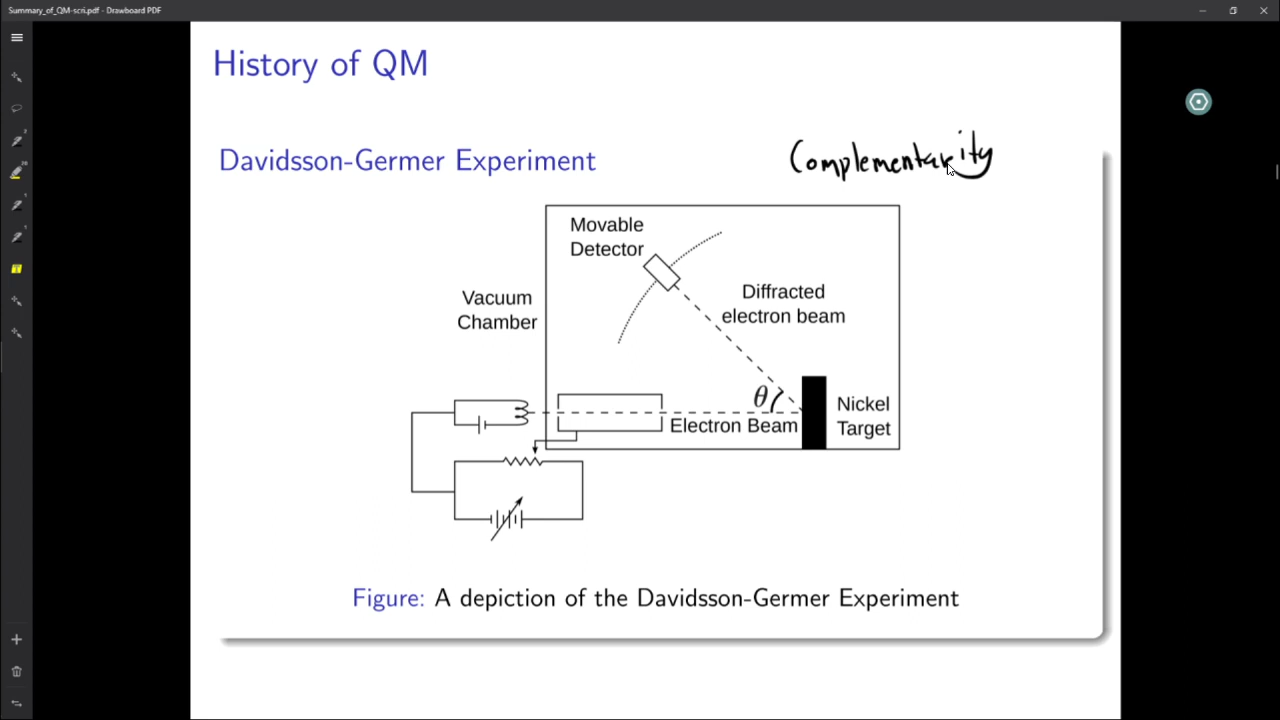 Summary_of_QM-scri.pdf - Drawboard PDF
History of QM
Davidsson-Germer Experiment
Complementarity
Movable
Detector
Vacuum
Chamber
Diffracted
electron beam
θ
Nickel
Target
Electron Beam
Figure: A depiction of the Davidsson-Germer Experiment